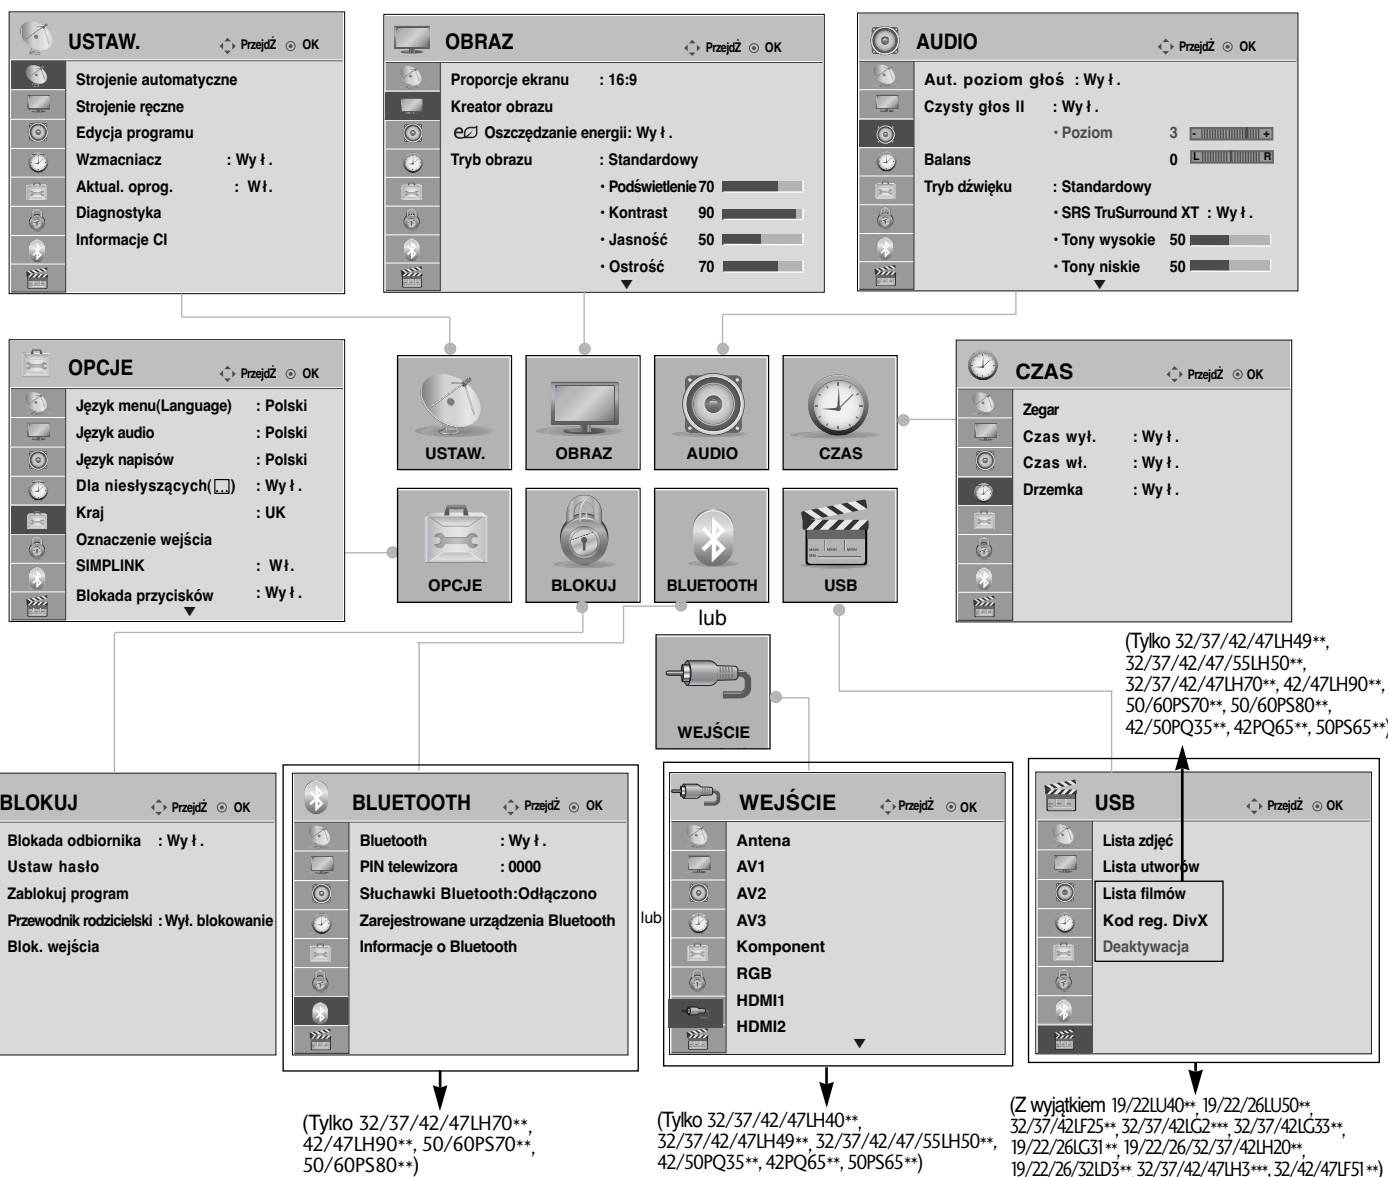 USTAW.
PrzejdŹ OK
Strojenie automatyczne
Strojenie ręczne
Edycja programu
Wzmacniacz : Wył.
Aktual. oprog. : Wł.
Diagnostyka
Informacje CI
OBRAZ
PrzejdŹ OK
Proporcje ekranu : 16:9
Kreator obrazu
e Oszczędzanie energii: Wył.
Tryb obrazu : Standardowy
• Podświetlenie 70
• Kontrast 90
• Jasność 50
• Ostrość 70
AUDIO
PrzejdŹ OK
Aut. poziom głoś : Wył.
Czysty głos II : Wył.
• Poziom 3 - +
Balans 0 L R
Tryb dźwięku : Standardowy
• SRS TruSurround XT : Wył.
• Tony wysokie 50
• Tony niskie 50
OPCJE
PrzejdŹ OK
Język menu(Language) : Polski
Język audio : Polski
Język napisów : Polski
Dla niesłyszących( ) : Wył.
Kraj : UK
Oznaczenie wejścia
SIMPLINK : Wł.
Blokada przycisków : Wył.
USTAW.
OBRAZ
AUDIO
CZAS
OPCJE
BLOKUJ
BLUETOOTH
USB
lub
WEJŚCIE
CZAS
PrzejdŹ OK
Zegar
Czas wył. : Wył.
Czas wł. : Wył.
Drzemka : Wył.
(Tylko 32/37/42/47LH49**,
32/37/42/47/55LH50**,
32/37/42/47LH70**, 42/47LH90**,
50/60PS70**, 50/60PS80**,
42/50PQ35**, 42PQ65**, 50PS65**)
BLOKUJ
PrzejdŹ OK
Blokada odbiornika : Wył.
Ustaw hasło
Zablokuj program
Przewodnik rodzicielski : Wył. blokowanie
Blok. wejścia
BLUETOOTH
PrzejdŹ OK
Bluetooth : Wył.
PIN telewizora : 0000
Słuchawki Bluetooth:Odłączono
Zarejestrowane urządzenia Bluetooth
Informacje o Bluetooth
lub
WEJŚCIE
PrzejdŹ OK
Antena
AV1
AV2
AV3
Komponent
RGB
HDMI1
HDMI2
USB
PrzejdŹ OK
Lista zdjęć
Lista utworów
Lista filmów
Kod reg. DivX
Deaktywacja
(Tylko 32/37/42/47LH70**,
42/47LH90**, 50/60PS70**,
50/60PS80**)
(Tylko 32/37/42/47LH40**,
32/37/42/47LH49**, 32/37/42/47/55LH50**,
42/50PQ35**, 42PQ65**, 50PS65**)
(Z wyjątkiem 19/22LU40**, 19/22/26LU50**,
32/37/42LF25**, 32/37/42LG2***, 32/37/42LG33**,
19/22/26LG31**, 19/22/26/32/37/42LH20**,
19/22/26/32LD3**, 32/37/42/47LH3***, 32/42/47LF51**)